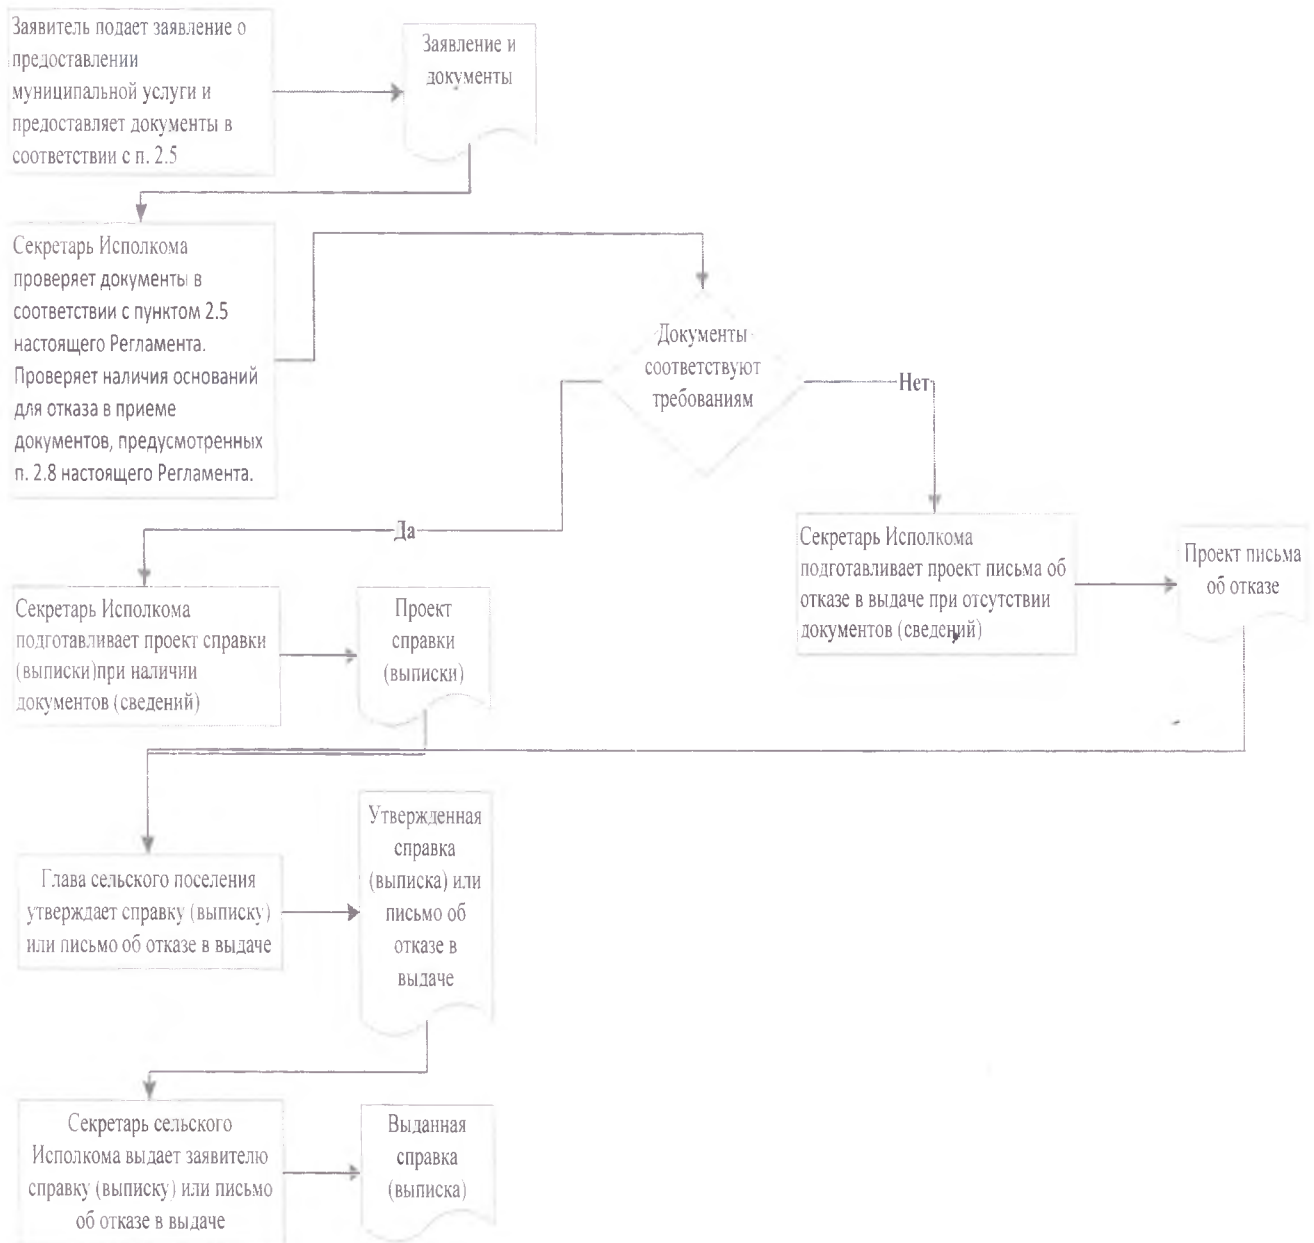 Заявитель подает заявление о
предоставлении
муниципальной услуги и
предоставляет документы в
соответствии с п. 2.5
Заявление и
документы
Секретарь Исполкома
проверяет документы в
соответствии с пунктом 2.5
настоящего Регламента.
Проверяет наличия оснований
для отказа в приеме
документов, предусмотренных
п. 2.8 настоящего Регламента.
Документы
соответствуют
требованиям
Нет
Да
Секретарь Исполкома
подготавливает проект письма об
отказе в выдаче при отсутствии
документов (сведений)
Проект письма
об отказе
Секретарь Исполкома
подготавливает проект справки
(выписки)при наличии
документов (сведений)
Проект
справки
(выписки)
Глава сельского поселения
утверждает справку (выписку)
или письмо об отказе в выдаче
Утвержденная
справка
(выписка) или
письмо об
отказе в
выдаче
Секретарь сельского
Исполкома выдает заявителю
справку (выписку) или письмо
об отказе в выдаче
Выданная
справка
(выписка)